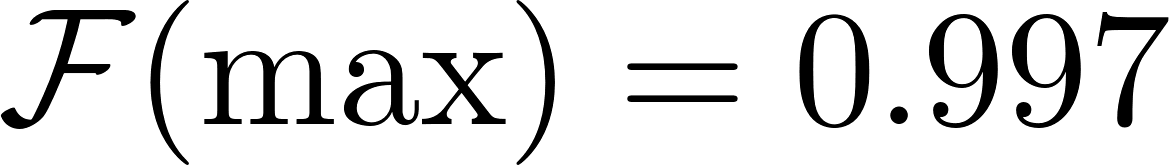 ℱ(max) = 0.997